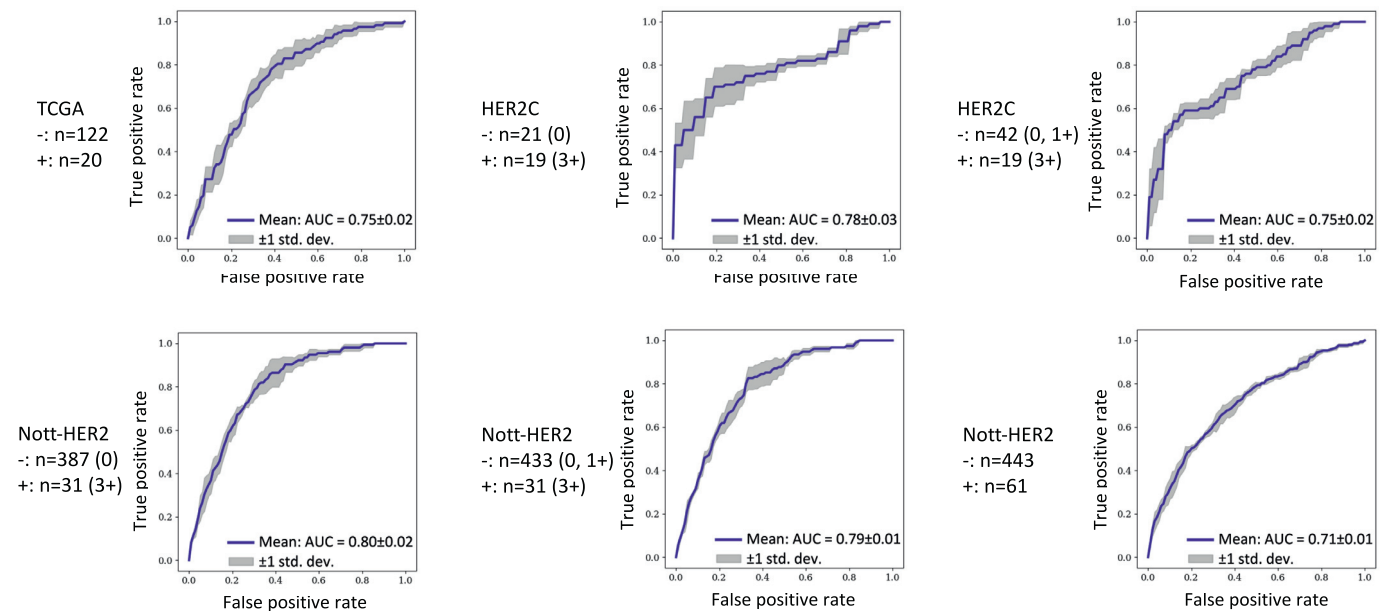 TCGA
-: n=122
+: n=20
True positive rate
1.0
0.8
0.6
0.4
0.2
0.0
Mean: AUC = 0.75±0.02
±1 std. dev.
0.0 0.2 0.4 0.6 0.8 1.0
False positive rate
HER2C
-: n=21 (0)
+: n=19 (3+)
True positive rate
1.0
0.8
0.6
0.4
0.2
0.0
Mean: AUC = 0.78±0.03
±1 std. dev.
0.0 0.2 0.4 0.6 0.8 1.0
False positive rate
HER2C
-: n=42 (0, 1+)
+: n=19 (3+)
True positive rate
1.0
0.8
0.6
0.4
0.2
0.0
Mean: AUC = 0.75±0.02
±1 std. dev.
0.0 0.2 0.4 0.6 0.8 1.0
False positive rate
Nott-HER2
-: n=387 (0)
+: n=31 (3+)
True positive rate
1.0
0.8
0.6
0.4
0.2
0.0
Mean: AUC = 0.80±0.02
±1 std. dev.
0.0 0.2 0.4 0.6 0.8 1.0
False positive rate
Nott-HER2
-: n=433 (0, 1+)
+: n=31 (3+)
True positive rate
1.0
0.8
0.6
0.4
0.2
0.0
Mean: AUC = 0.79±0.01
±1 std. dev.
0.0 0.2 0.4 0.6 0.8 1.0
False positive rate
Nott-HER2
-: n=443
+: n=61
True positive rate
1.0
0.8
0.6
0.4
0.2
0.0
Mean: AUC = 0.71±0.01
±1 std. dev.
0.0 0.2 0.4 0.6 0.8 1.0
False positive rate